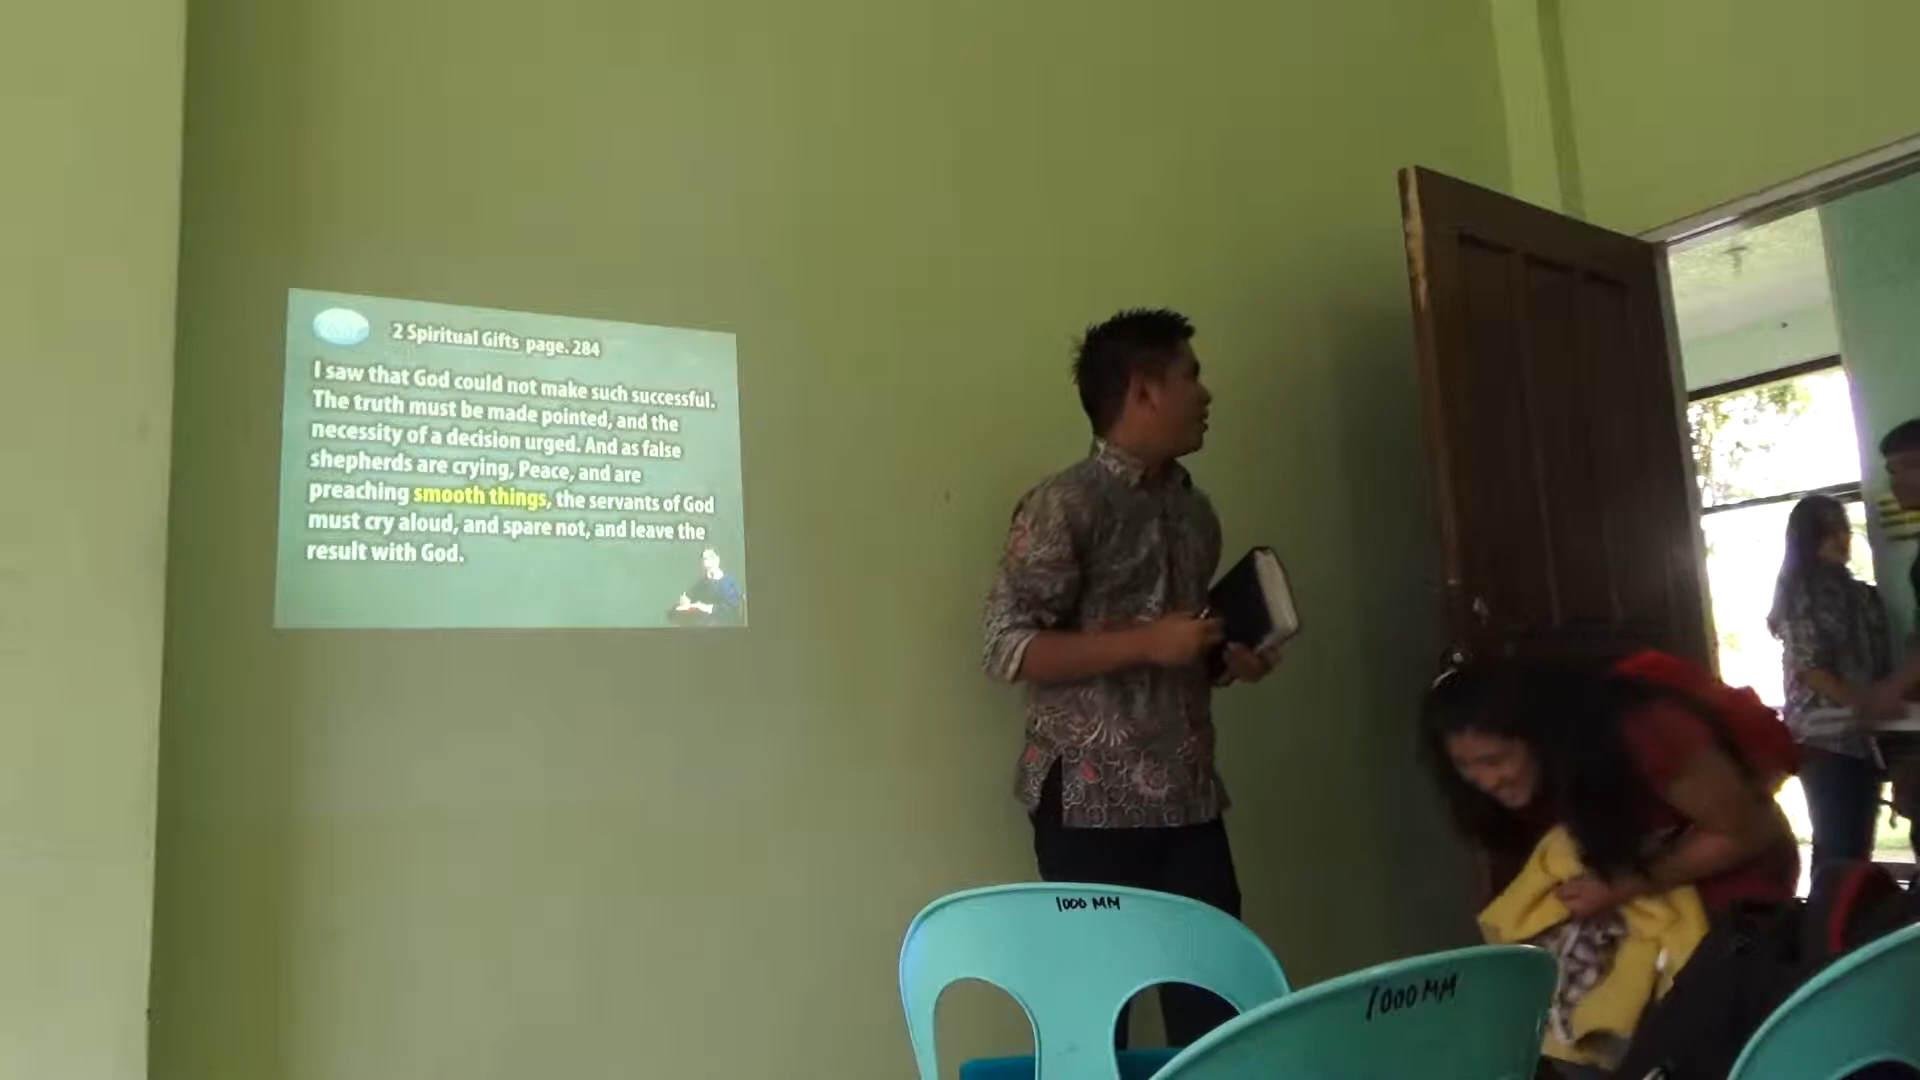 2 Spiritual Gifts page. 284
I saw that God could not make such successful.
The truth must be made pointed, and the
necessity of a decision urged. And as false
shepherds are crying, Peace, and are
preaching smooth things, the servants of God
must cry aloud, and spare not, and leave the
result with God.
1000 MM
1000 MM